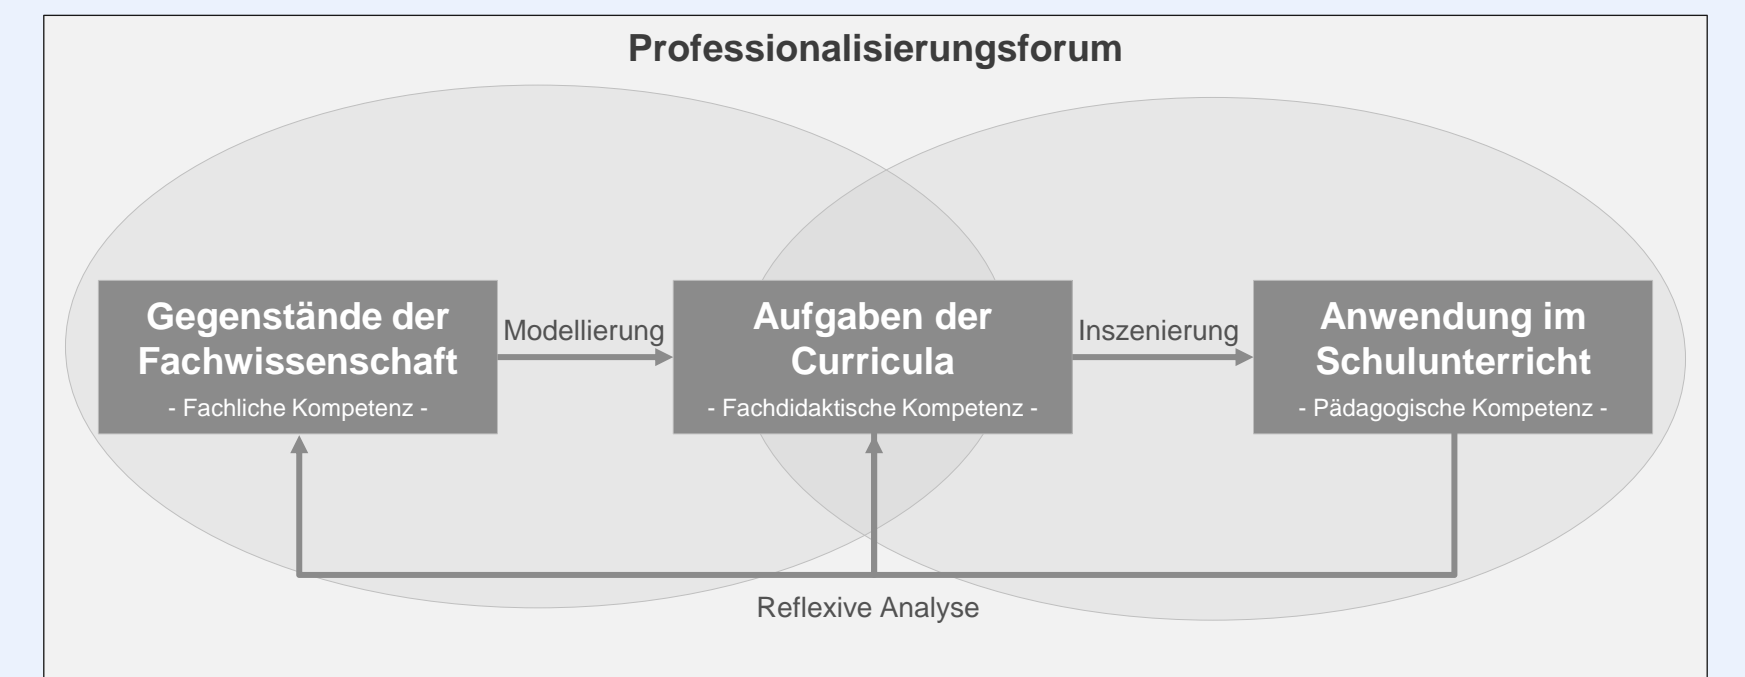 Professionalisierungsforum
Gegenstände der
Fachwissenschaft
- Fachliche Kompetenz -
Modellierung
Aufgaben der
Curricula
- Fachdidaktische Kompetenz -
Inszenierung
Anwendung im
Schulunterricht
- Pädagogische Kompetenz -
Reflexive Analyse